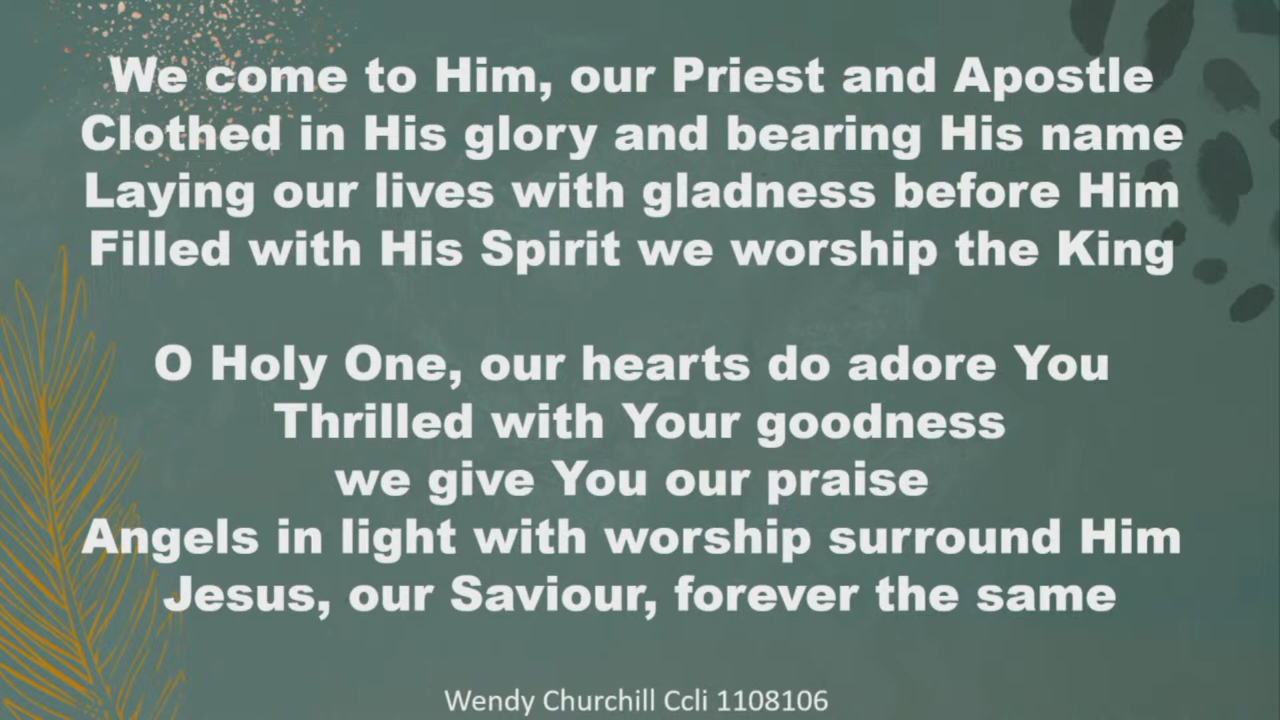 We come to Him, our Priest and Apostle
Clothed in His glory and bearing His name
Laying our lives with gladness before Him
Filled with His Spirit we worship the King
O Holy One, our hearts do adore You
Thrilled with Your goodness
we give You our praise
Angels in light with worship surround Him
Jesus, our Saviour, forever the same
Wendy Churchill Ccli 1108106